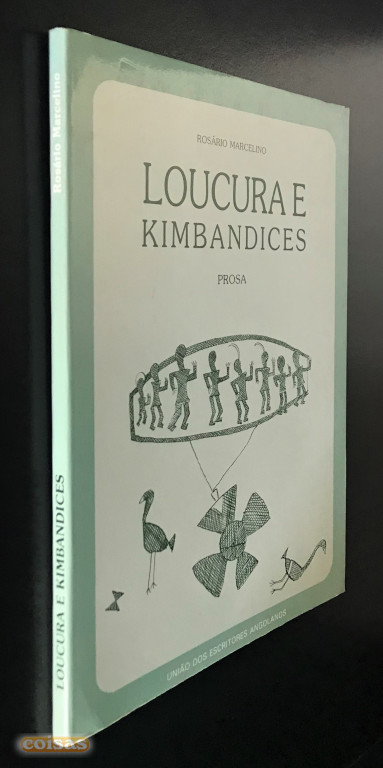 ROSÁRIO MARCELINO
LOUCURA E
KIMBANDICES
PROSA
UNIÃO DOS ESCRITORES ANGOLANOS
LOUCURA E KIMBANDICES
Rosário Marcelino
coisas